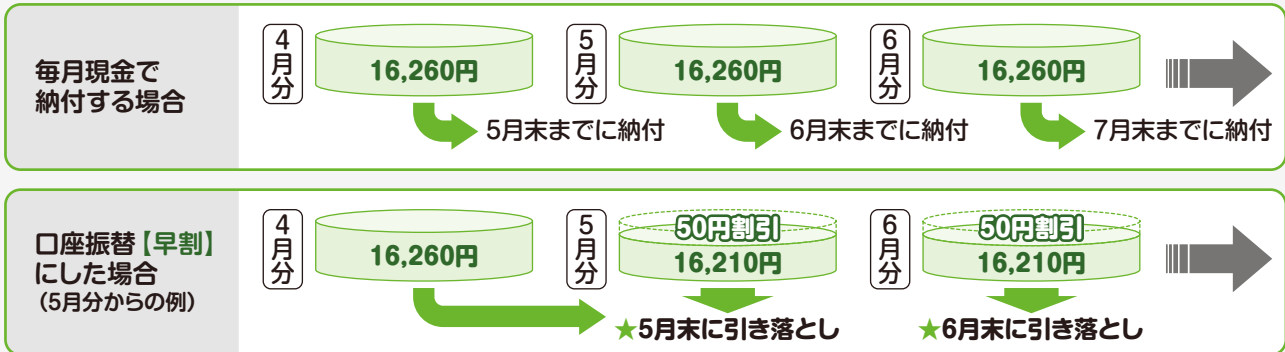 毎月現金で
納付する場合
4月分
16,260円
5月末までに納付
5月分
16,260円
6月末までに納付
6月分
16,260円
7月末までに納付
口座振替【早割】
にした場合
(5月分からの例)
4月分
16,260円
5月分
50円割引
16,210円
★5月末に引き落とし
6月分
50円割引
16,210円
★6月末に引き落とし